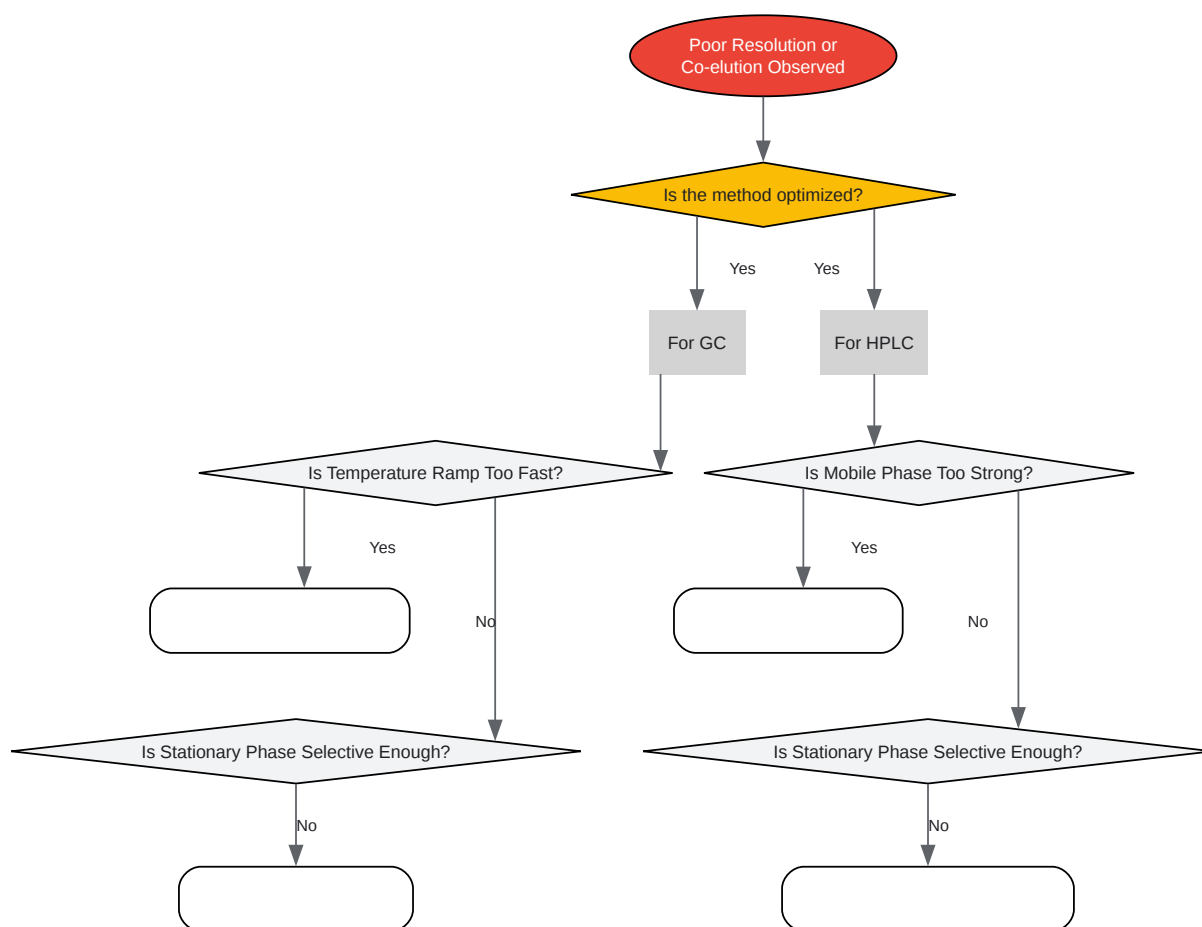 Poor Resolution or
Co-elution Observed
Is the method optimized?
Yes
Yes
For GC
For HPLC
Is Temperature Ramp Too Fast?
Is Mobile Phase Too Strong?
Yes
Yes
No
No
Is Stationary Phase Selective Enough?
Is Stationary Phase Selective Enough?
No
No